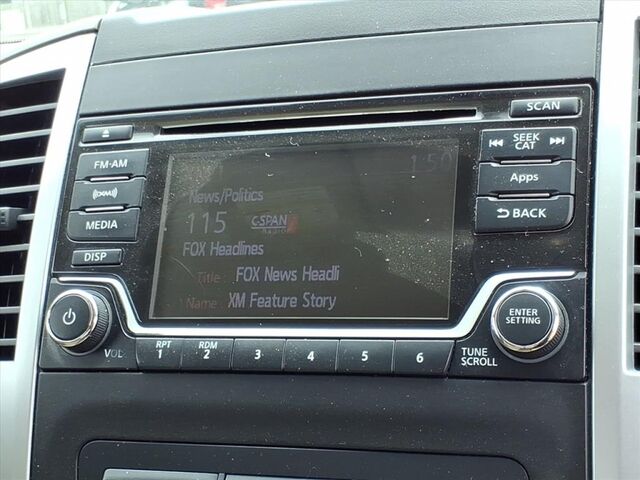 SCAN
FM·AM
SEEK
CAT
XM
MEDIA
Apps
BACK
DISP
1:50
News/Politics
115 C-SPAN
Radio
FOX Headlines
Title: FOX News Headli
Name: XM Feature Story
VOL
RPT
1
RDM
2
3
4
5
6
ENTER
SETTING
TUNE
SCROLL